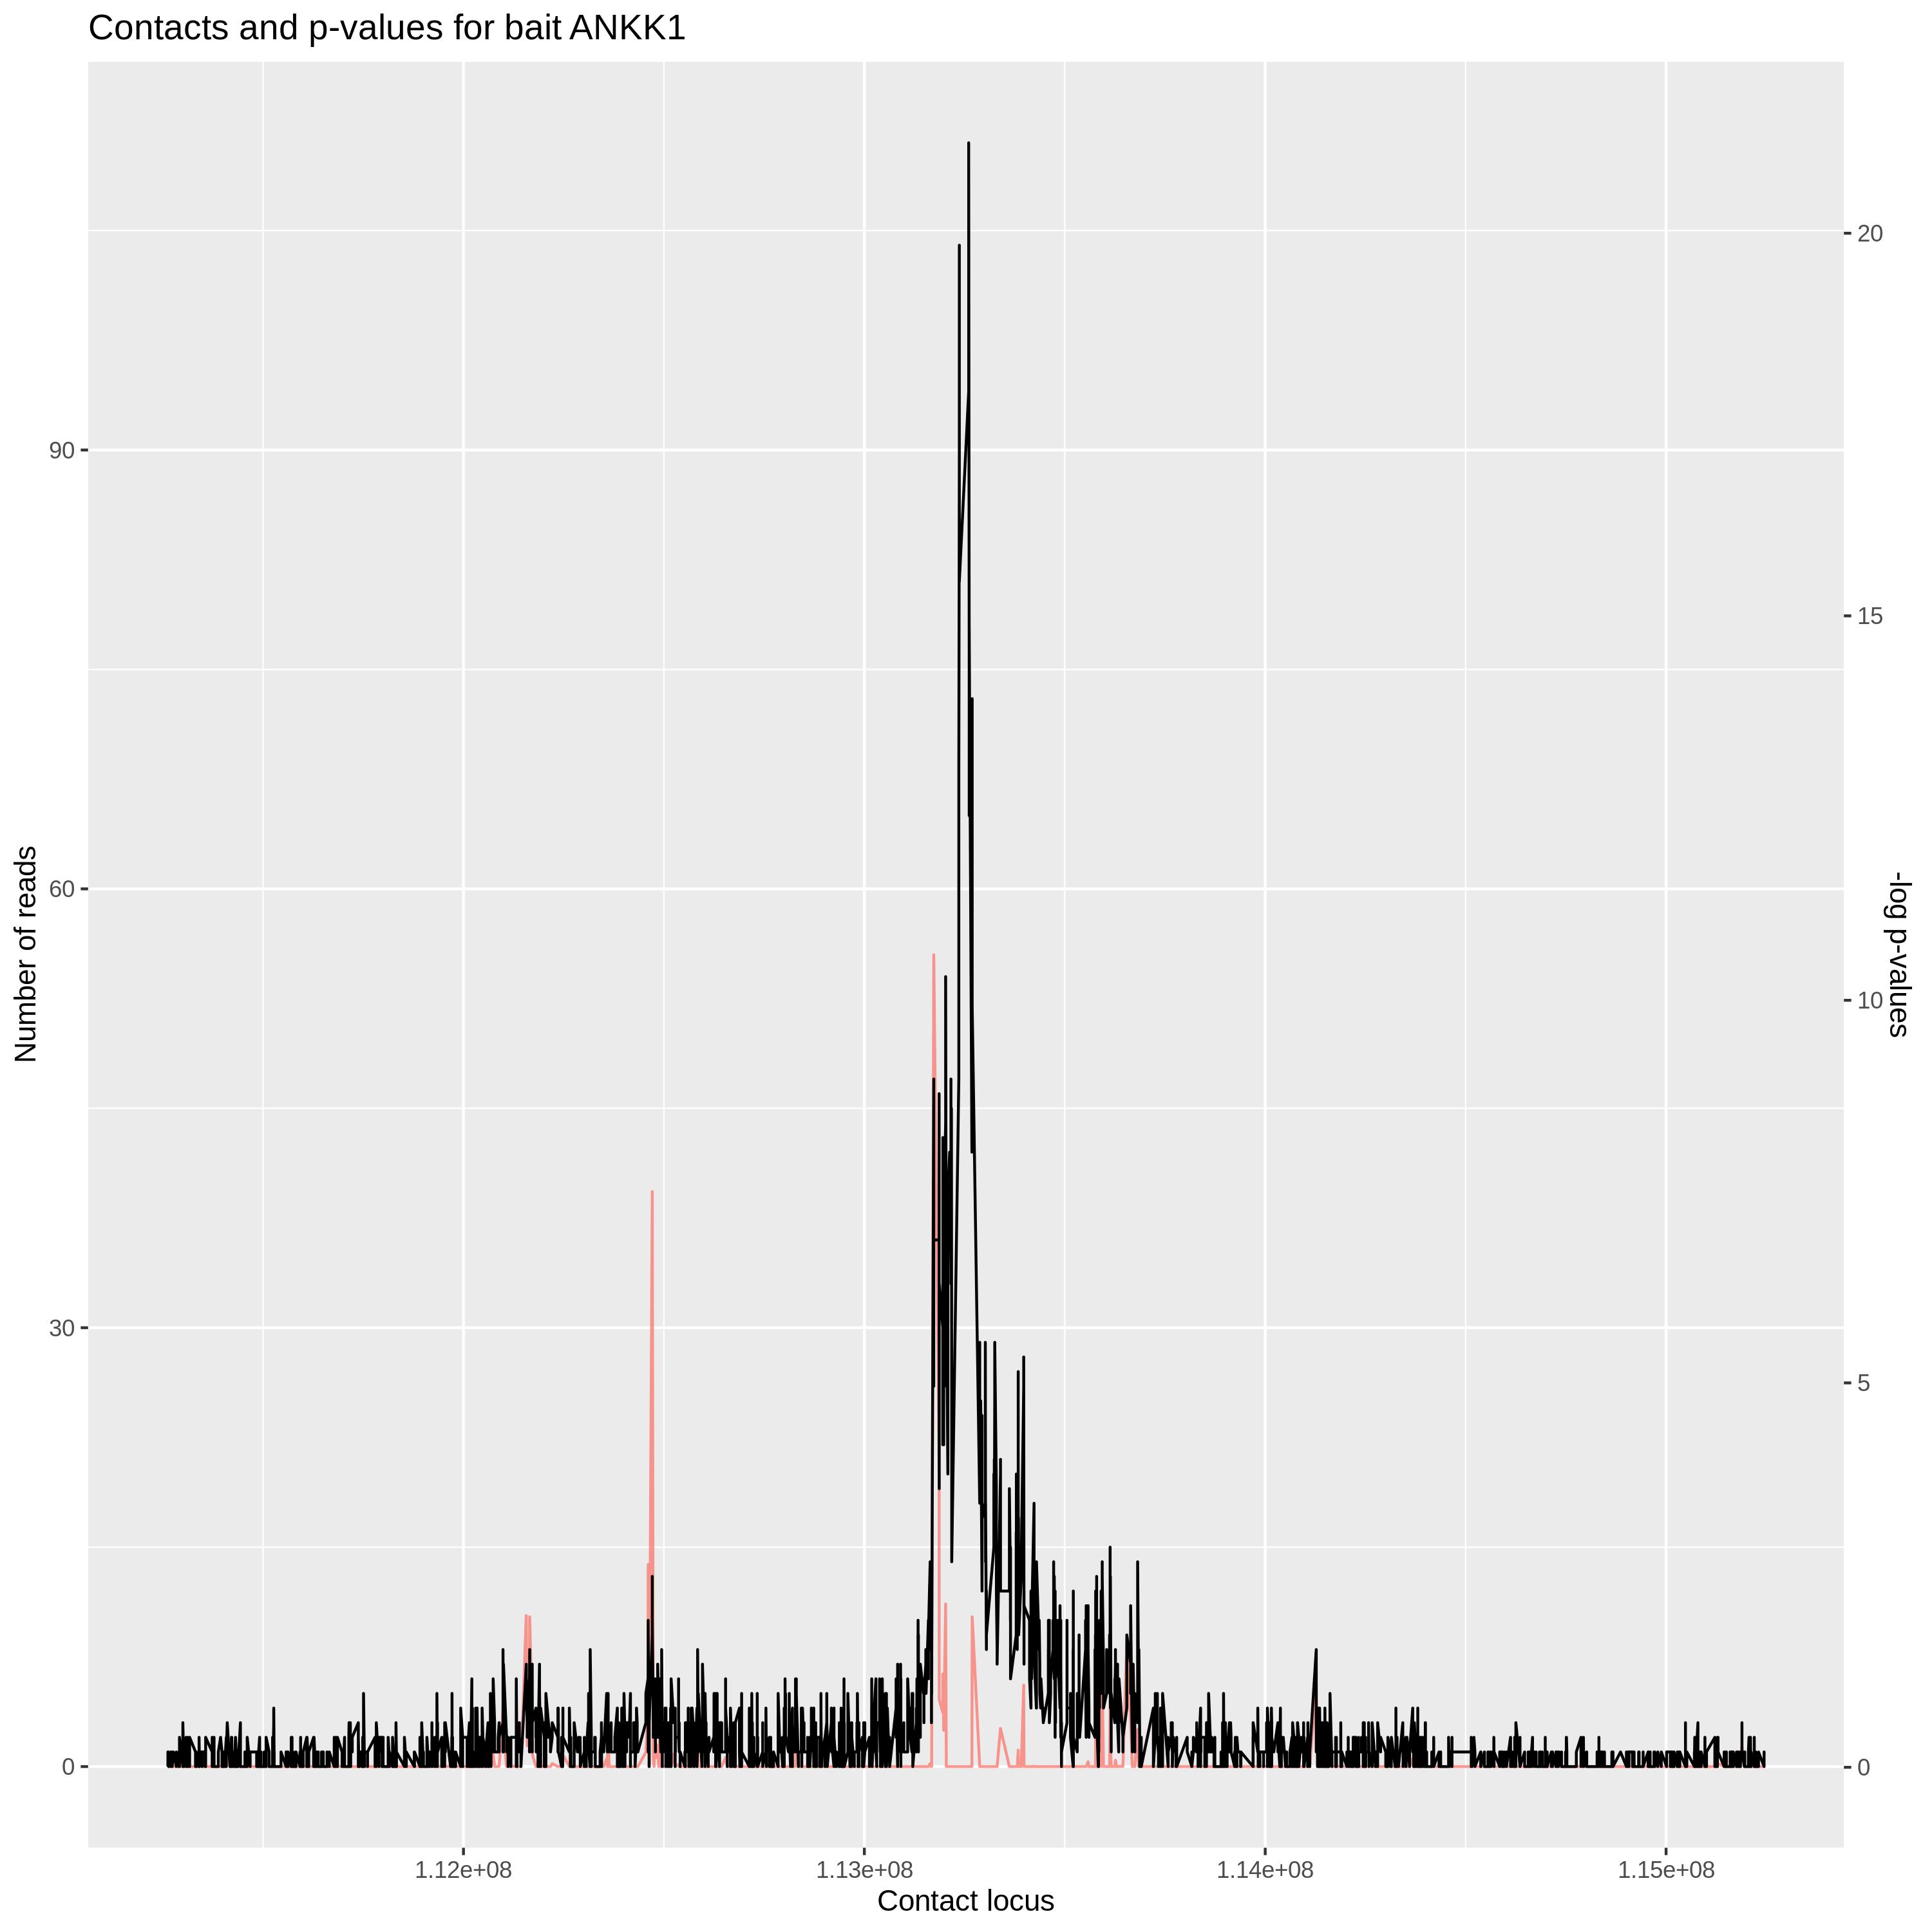 Contacts and p-values for bait ANKK1
90
60
30
0
20
15
10
5
0
Number of reads
-log p-values
1.12e+08
1.13e+08
1.14e+08
1.15e+08
Contact locus